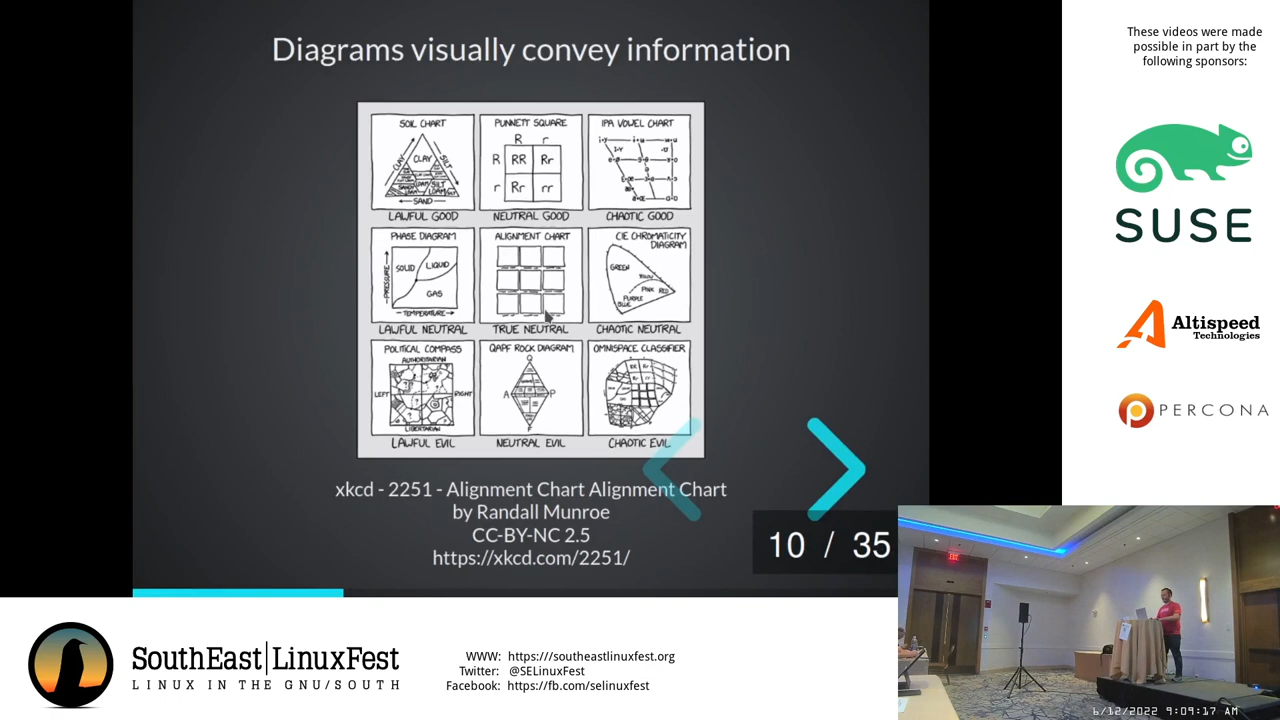 Diagrams visually convey information
SOIL CHART
CLAY
SILT
CLAY
SAND
LAWFUL GOOD
PUNNETT SQUARE
R r
R RR Rr
r Rr rr
NEUTRAL GOOD
IPA VOWEL CHART
CHAOTIC GOOD
PHASE DIAGRAM
PRESSURE
SOLID LIQUID
GAS
TEMPERATURE
LAWFUL NEUTRAL
ALIGNMENT CHART
TRUE NEUTRAL
CIE CHROMATICITY
DIAGRAM
GREEN
YELLOW
PINK RED
PURPLE
BLUE
CHAOTIC NEUTRAL
POLITICAL COMPASS
AUTHORITARIAN
LEFT RIGHT
LIBERTARIAN
LAWFUL EVIL
QAPF ROCK DIAGRAM
Q
A P
F
NEUTRAL EVIL
OMNISPACE CLASSIFIER
CHAOTIC EVIL
xkcd - 2251 - Alignment Chart Alignment Chart
by Randall Munroe
CC-BY-NC 2.5
https://xkcd.com/2251/
10 / 35
These videos were made
possible in part by the
following sponsors:
SUSE
Altispeed
Technologies
PERCONA
SouthEast LinuxFest
LINUX IN THE GNU/SOUTH
WWW: https://southeastlinuxfest.org
Twitter: @SELinuxFest
Facebook: https://fb.com/selinuxfest
EXIT
6/12/2022 9:09:17 AM